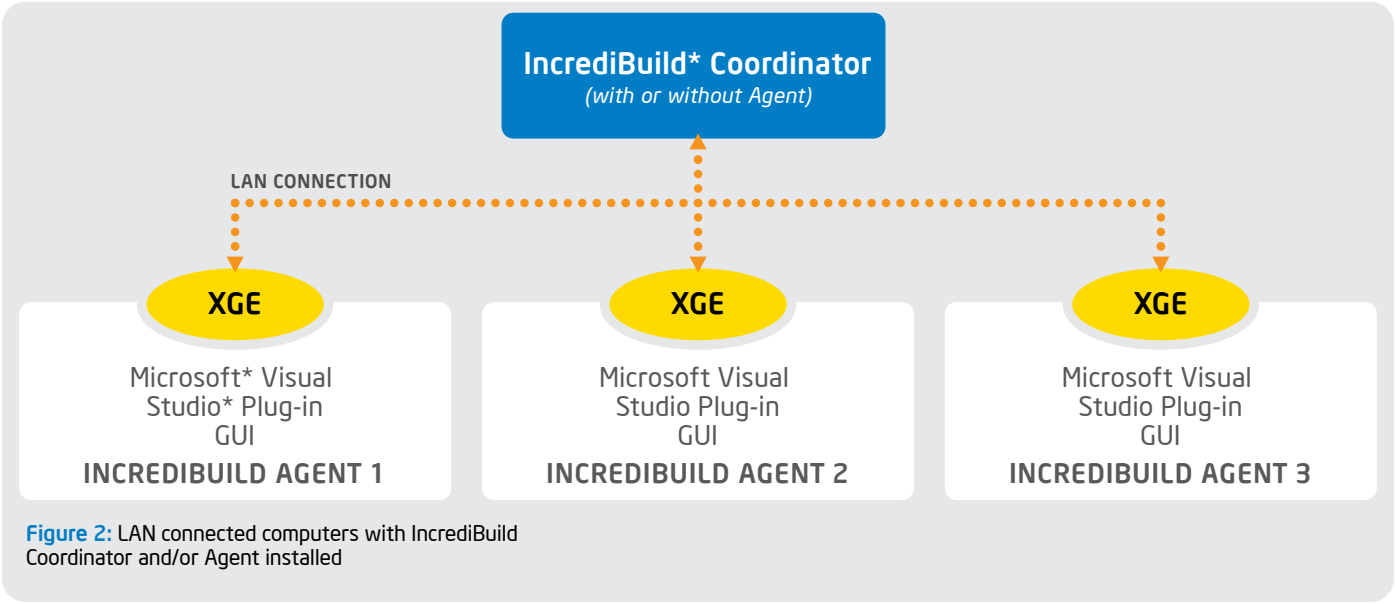 IncrediBuild* Coordinator
(with or without Agent)
LAN CONNECTION
XGE
Microsoft* Visual
Studio* Plug-in
GUI
INCREDIBUILD AGENT 1
XGE
Microsoft Visual
Studio Plug-in
GUI
INCREDIBUILD AGENT 2
XGE
Microsoft Visual
Studio Plug-in
GUI
INCREDIBUILD AGENT 3
Figure 2: LAN connected computers with IncrediBuild
Coordinator and/or Agent installed